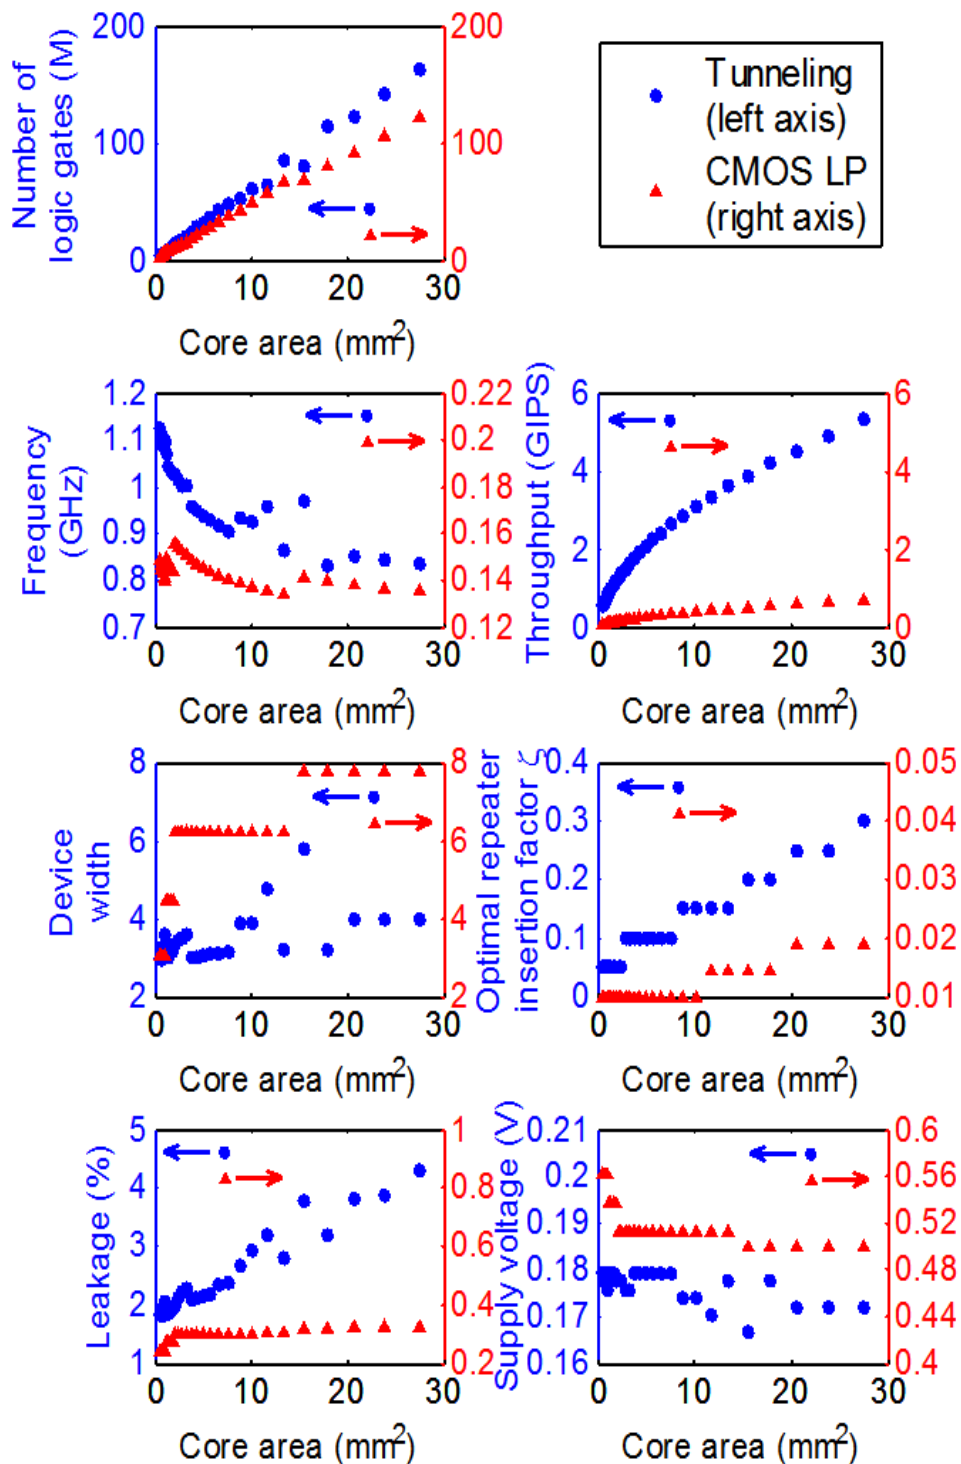 Number of
logic gates (M)
200
100
0
200
100
0
0 10 20 30
Core area (mm²)
Tunneling
(left axis)
CMOS LP
(right axis)
Frequency
(GHz)
1.2
1.1
1
0.9
0.8
0.7
0.22
0.2
0.18
0.16
0.14
0.12
0 10 20 30
Core area (mm²)
Throughput (GIPS)
6
4
2
0
6
4
2
0
0 10 20 30
Core area (mm²)
Device
width
8
6
4
2
8
6
4
2
0 10 20 30
Core area (mm²)
Optimal repeater
insertion factor ζ
0.4
0.3
0.2
0.1
0
0.05
0.04
0.03
0.02
0.01
0 10 20 30
Core area (mm²)
Leakage (%)
5
4
3
2
1
1
0.8
0.6
0.4
0.2
0 10 20 30
Core area (mm²)
Supply voltage (V)
0.21
0.2
0.19
0.18
0.17
0.16
0.6
0.56
0.52
0.48
0.44
0.4
0 10 20 30
Core area (mm²)